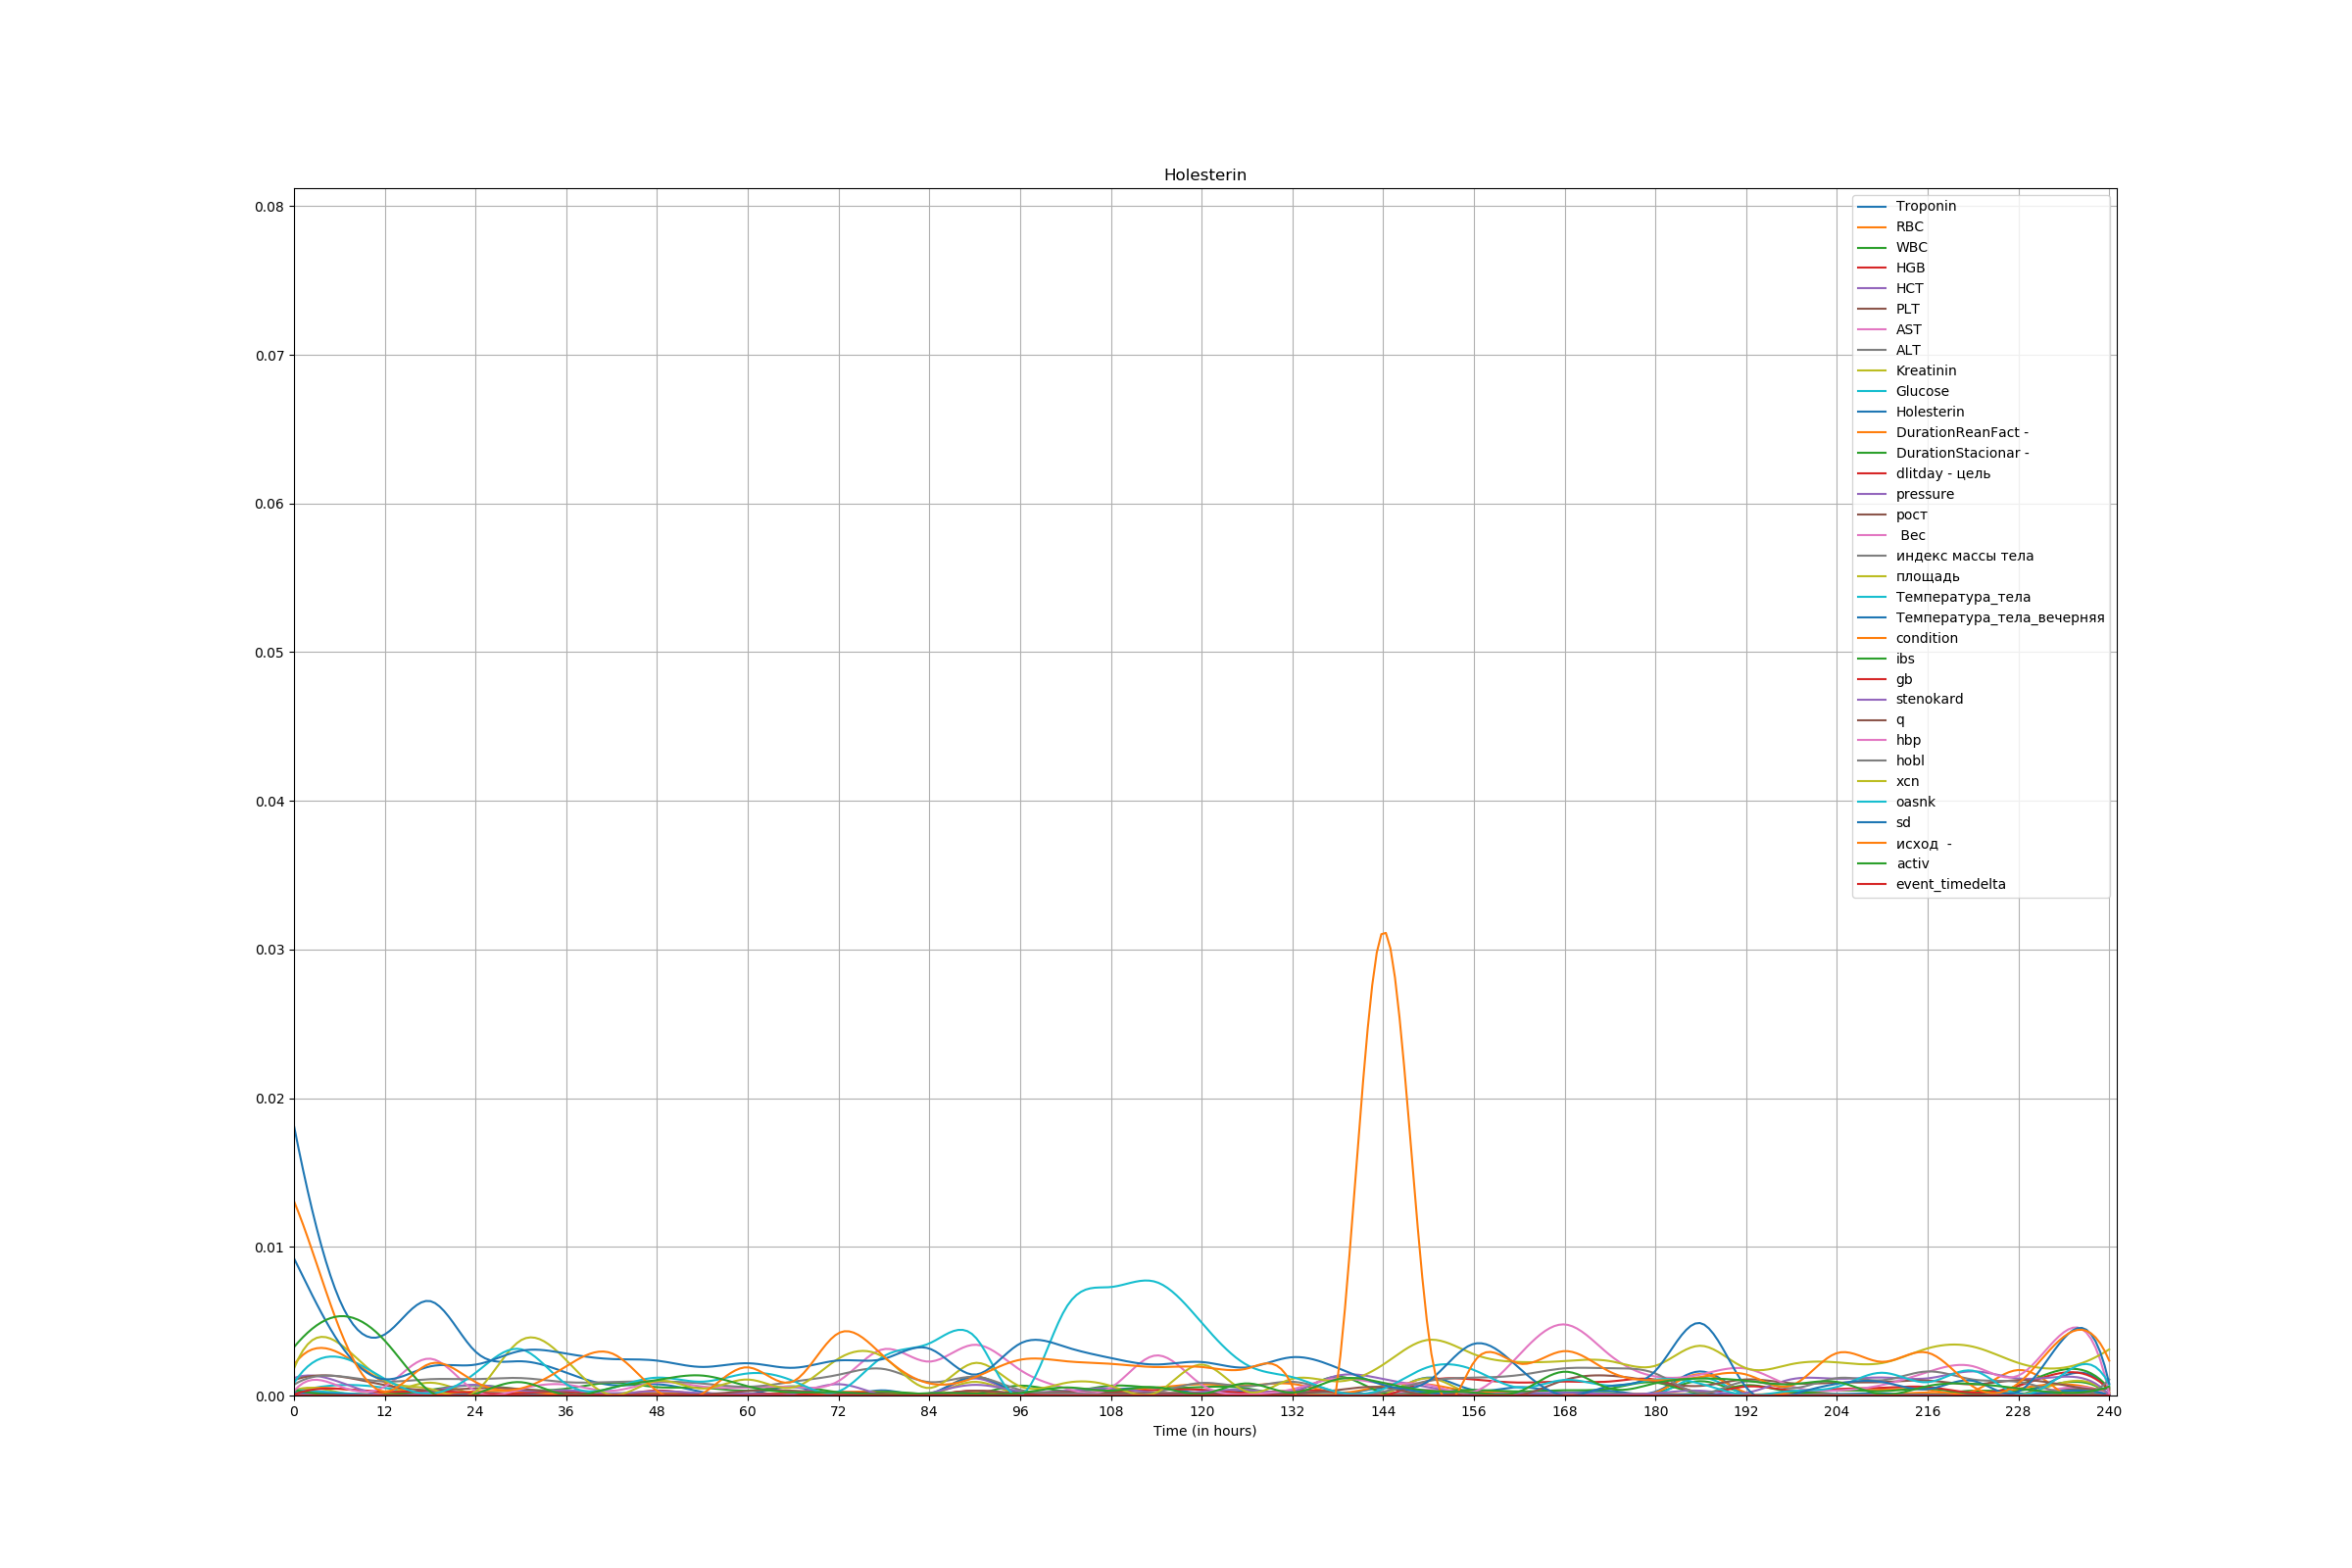 Holesterin
0.08
0.07
0.06
0.05
0.04
0.03
0.02
0.01
0.00
Troponin
RBC
WBC
HGB
HCT
PLT
AST
ALT
Kreatinin
Glucose
Holesterin
DurationReanFact -
DurationStacionar -
dlitday - цель
pressure
рост
Вес
индекс массы тела
площадь
Температура_тела
Температура_тела_вечерняя
condition
ibs
gb
stenokard
q
hbp
hobl
xcn
oasnk
sd
исход  -
activ
event_timedelta
0 12 24 36 48 60 72 84 96 108 120 132 144 156 168 180 192 204 216 228 240
Time (in hours)